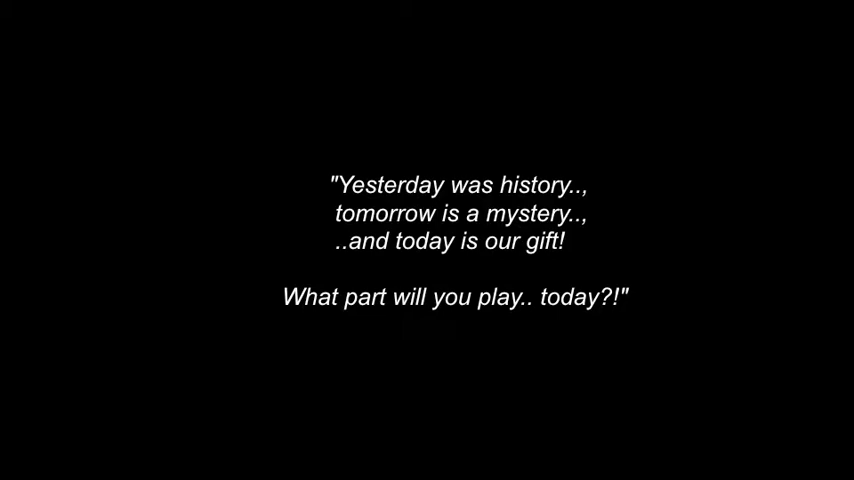 "Yesterday was history..,
tomorrow is a mystery..,
..and today is our gift!
What part will you play.. today?!"